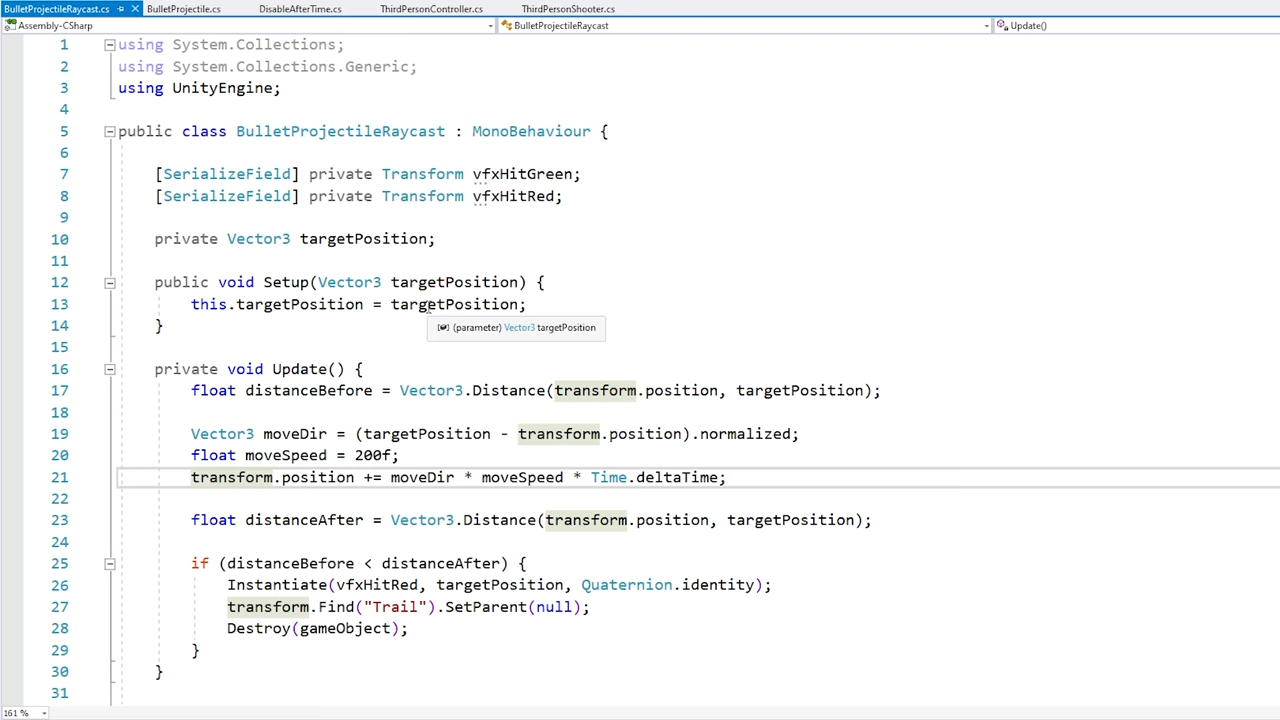 BulletProjectileRaycast.cs BulletProjectile.cs DisableAfterTime.cs ThirdPersonController.cs ThirdPersonShooter.cs
Assembly-CSharp BulletProjectileRaycast Update()
1 using System.Collections;
2 using System.Collections.Generic;
3 using UnityEngine;
4
5 public class BulletProjectileRaycast : MonoBehaviour {
6
7 [SerializeField] private Transform vfxHitGreen;
8 [SerializeField] private Transform vfxHitRed;
9
10 private Vector3 targetPosition;
11
12 public void Setup(Vector3 targetPosition) {
13 this.targetPosition = targetPosition;
(parameter) Vector3 targetPosition
14 }
15
16 private void Update() {
17 float distanceBefore = Vector3.Distance(transform.position, targetPosition);
18
19 Vector3 moveDir = (targetPosition - transform.position).normalized;
20 float moveSpeed = 200f;
21 transform.position += moveDir * moveSpeed * Time.deltaTime;
22
23 float distanceAfter = Vector3.Distance(transform.position, targetPosition);
24
25 if (distanceBefore < distanceAfter) {
26 Instantiate(vfxHitRed, targetPosition, Quaternion.identity);
27 transform.Find("Trail").SetParent(null);
28 Destroy(gameObject);
29 }
30 }
31
161 %